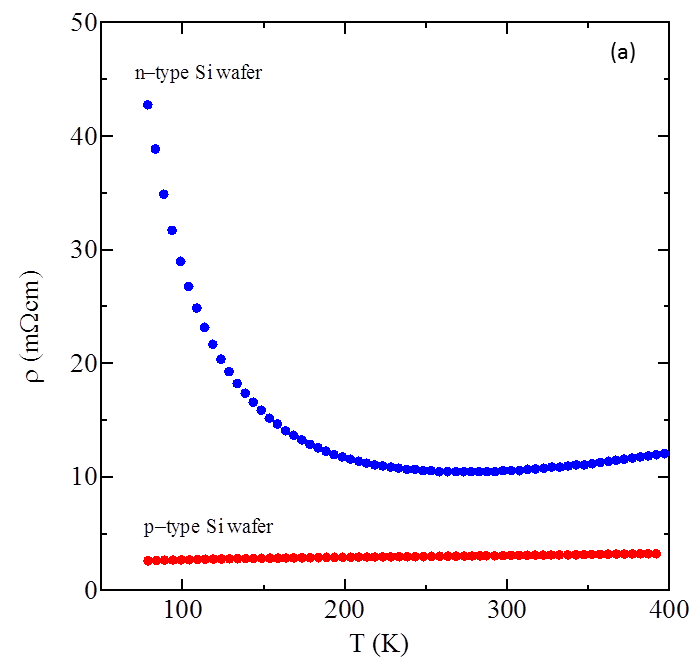 50
(a)
n–type Si wafer
40
30
ρ (mΩcm)
20
10
p–type Si wafer
0
100
200
300
400
T (K)